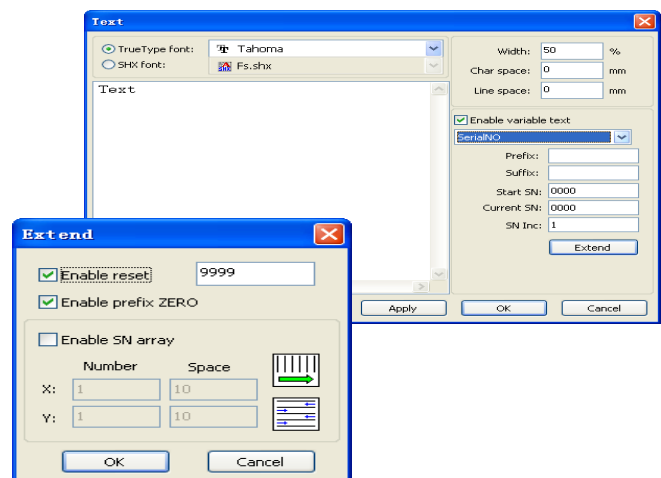 Text
TrueType font: Tahoma
SHX font: Fs.shx
Text
Width: 50 %
Char space: 0 mm
Line space: 0 mm
Enable variable text
SerialNO
Prefix:
Suffix:
Start SN: 0000
Current SN: 0000
SN Inc: 1
Extend
Apply OK Cancel
Extend
Enable reset 9999
Enable prefix ZERO
Enable SN array
Number Space
X: 1 10
Y: 1 10
OK Cancel